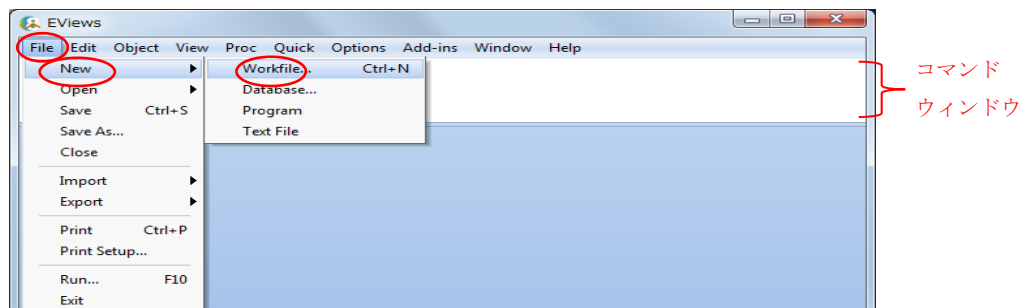 EViews
File Edit Object View Proc Quick Options Add-ins Window Help
New
Workfile... Ctrl+N
Open
Database...
Save Ctrl+S
Program
Save As...
Text File
Close
Import
Export
Print Ctrl+P
Print Setup...
Run... F10
Exit
コマンド
ウィンドウ